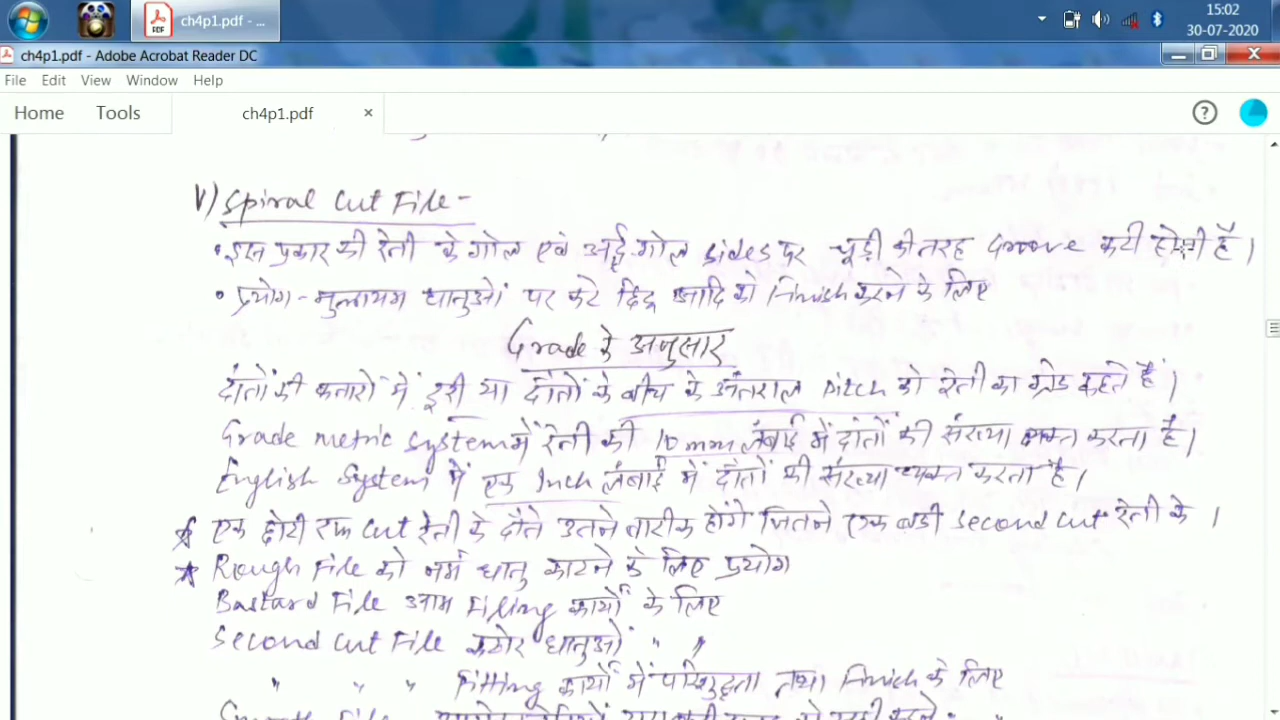 15:02
30-07-2020
ch4p1.pdf - ...
ch4p1.pdf - Adobe Acrobat Reader DC
File Edit View Window Help
Home Tools ch4p1.pdf
V) Spiral Cut File -
• इस प्रकार की रेती के गोल एवं अर्द्ध गोल sides पर चूड़ी की तरह Groove कटी होती है।
• प्रयोग - मुलायम धातुओं पर कटे छिद्र आदि को Finish करने के लिए
Grade के अनुसार
दाँतों की कतारों में दूरी या दाँतों के बीच के अंतराल Pitch को रेती का ग्रेड कहते हैं।
Grade metric system में रेती की 10 mm लंबाई में दांतों की संख्या व्यक्त करता है।
English System में एक Inch लंबाई में दाँतों की संख्या व्यक्त करता है।
एक छोटी रफ Cut रेती के दाँते उतने बारीक होंगे जितने एक बड़ी Second cut रेती के।
Rough File को नर्म धातु काटने के लिए प्रयोग
Bastard File आम Filing कार्यों के लिए
Second Cut File कठोर धातुओं " "
" " " Fitting कार्यों में परिशुद्धता तथा Finish के लिए